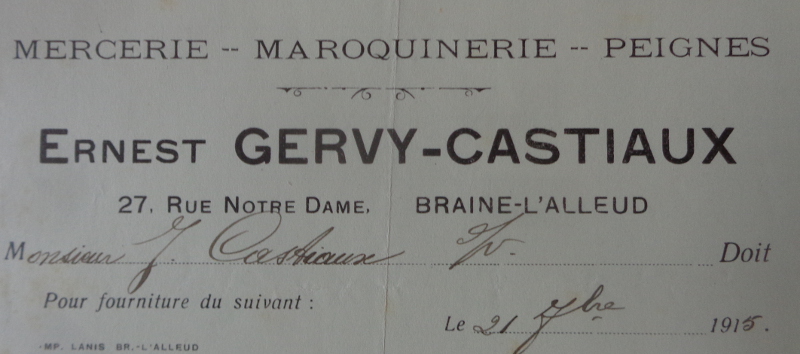 MERCERIE -- MAROQUINERIE -- PEIGNES
ERNEST GERVY-CASTIAUX
27, RUE NOTRE DAME, BRAINE-L'ALLEUD
Monsieur J. Castiaux Doit
Pour fourniture du suivant :
Le 21 7bre 1915.
-MP. LANIS BR.-L'ALLEUD